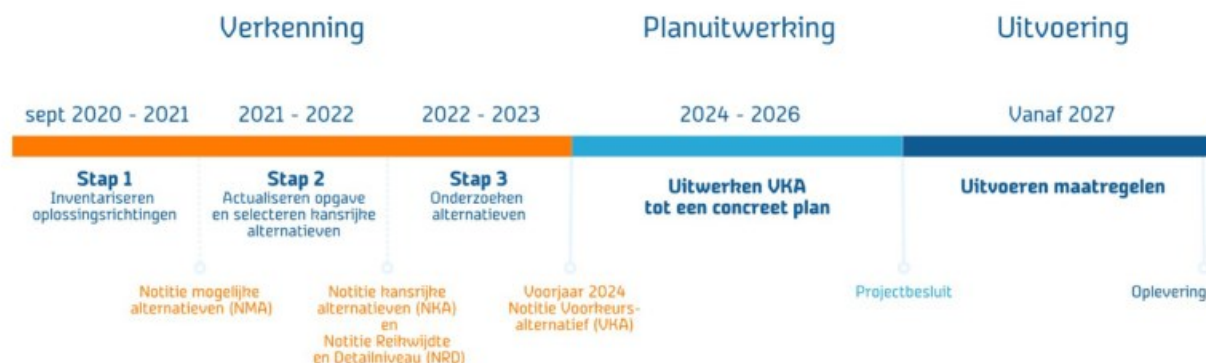 Verkenning
Planuitwerking
Uitvoering
sept 2020 - 2021
2021 - 2022
2022 - 2023
2024 - 2026
Vanaf 2027
Stap 1
Inventariseren
oplossingsrichtingen
Stap 2
Actualiseren opgave
en selecteren kansrijke
alternatieven
Stap 3
Onderzoeken
alternatieven
Uitwerken VKA
tot een concreet plan
Uitvoeren maatregelen
Notitie mogelijke
alternatieven (NMA)
Notitie kansrijke
alternatieven (NKA)
en
Notitie Reikwijdte
en Detailniveau (NRD)
Voorjaar 2024
Notitie Voorkeurs-
alternatief (VKA)
Projectbesluit
Oplevering